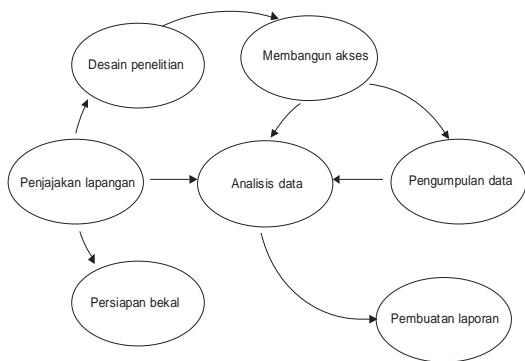 Desain penelitian
Membangun akses
Penjajakan lapangan
Analisis data
Pengumpulan data
Persiapan bekal
Pembuatan laporan